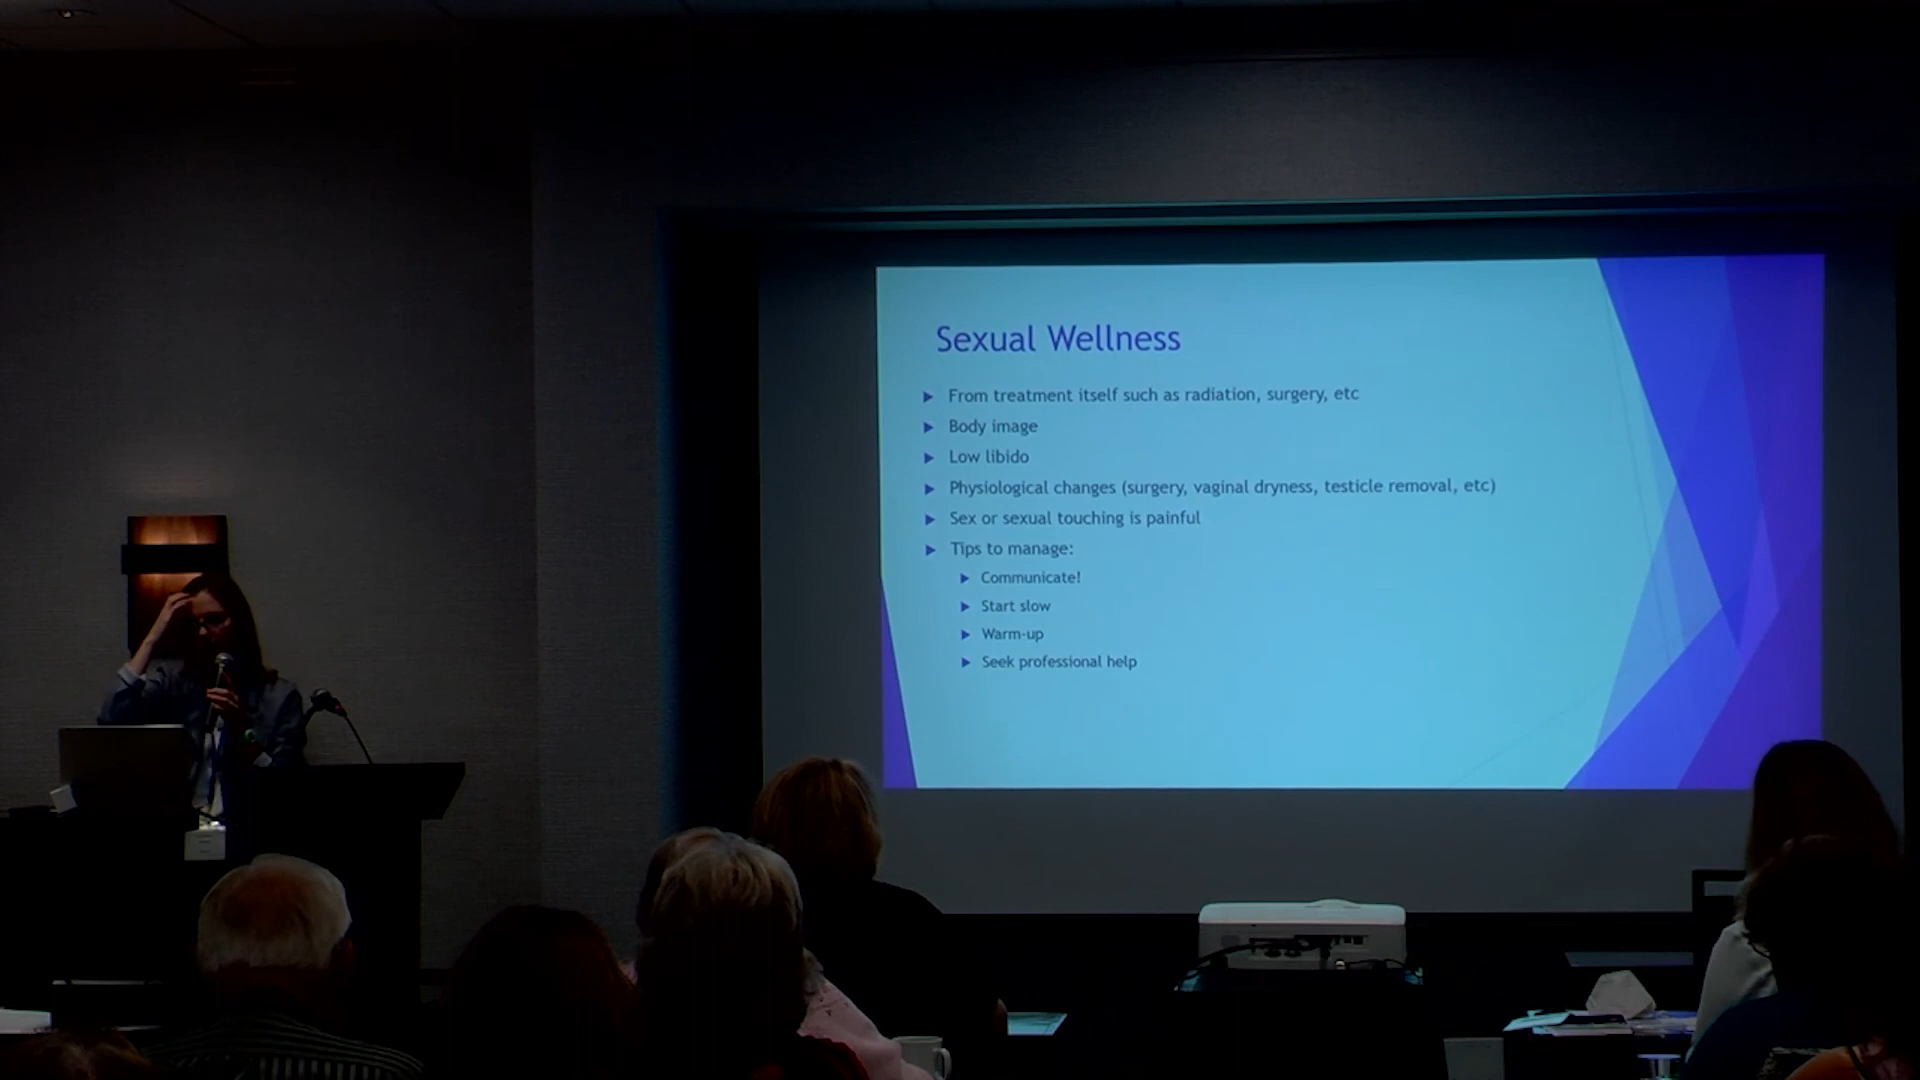 Sexual Wellness
From treatment itself such as radiation, surgery, etc
Body image
Low libido
Physiological changes (surgery, vaginal dryness, testicle removal, etc)
Sex or sexual touching is painful
Tips to manage:
Communicate!
Start slow
Warm-up
Seek professional help